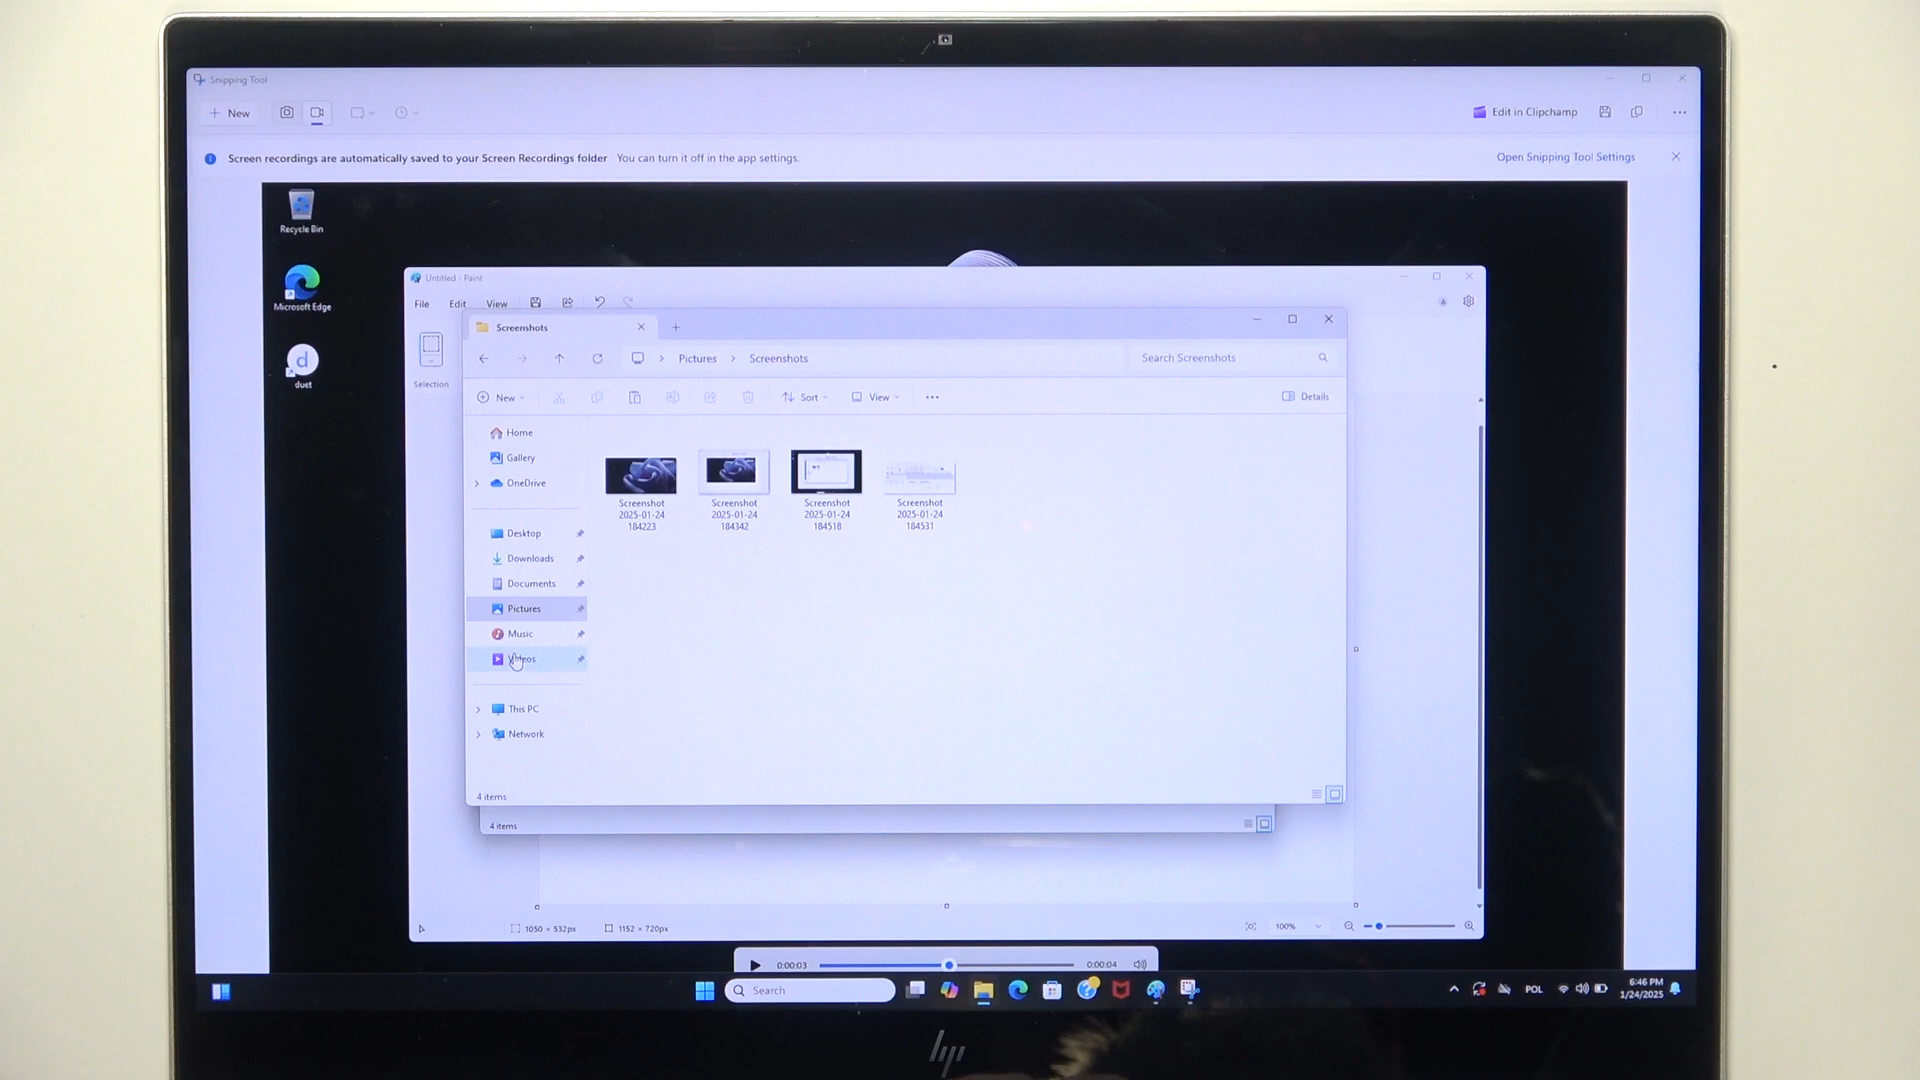 Snipping Tool
New
Edit in Clipchamp
Screen recordings are automatically saved to your Screen Recordings folder You can turn it off in the app settings.
Open Snipping Tool Settings
Recycle Bin
Microsoft Edge
d
duet
Untitled - Paint
File Edit View
Selection
Screenshots
Pictures Screenshots
Search Screenshots
New
Sort
View
Details
Home
Gallery
OneDrive
Desktop
Downloads
Documents
Pictures
Music
Videos
This PC
Network
Screenshot
2025-01-24
184223
Screenshot
2025-01-24
184342
Screenshot
2025-01-24
184518
Screenshot
2025-01-24
184531
4 items
4 items
1050 × 532px
1152 × 720px
100%
0:00:03
0:00:04
Search
POL
6:46 PM
1/24/2025
hp